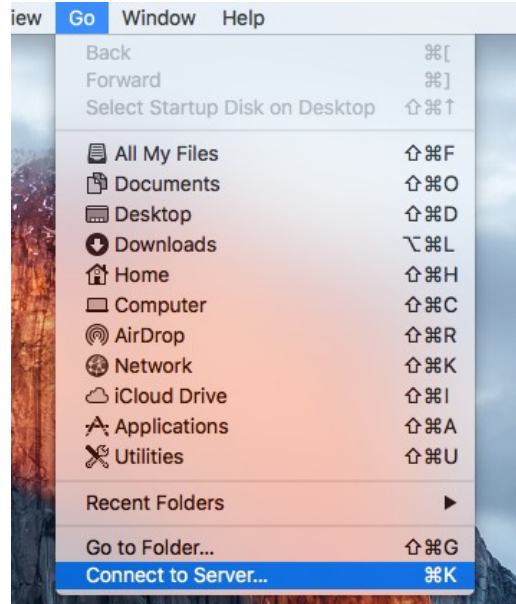 iew Go Window Help
Back ⌘[
Forward ⌘]
Select Startup Disk on Desktop ⇧⌘↑
All My Files ⇧⌘F
Documents ⇧⌘O
Desktop ⇧⌘D
Downloads ⌥⌘L
Home ⇧⌘H
Computer ⇧⌘C
AirDrop ⇧⌘R
Network ⇧⌘K
iCloud Drive ⇧⌘I
Applications ⇧⌘A
Utilities ⇧⌘U
Recent Folders ▶
Go to Folder... ⇧⌘G
Connect to Server... ⌘K